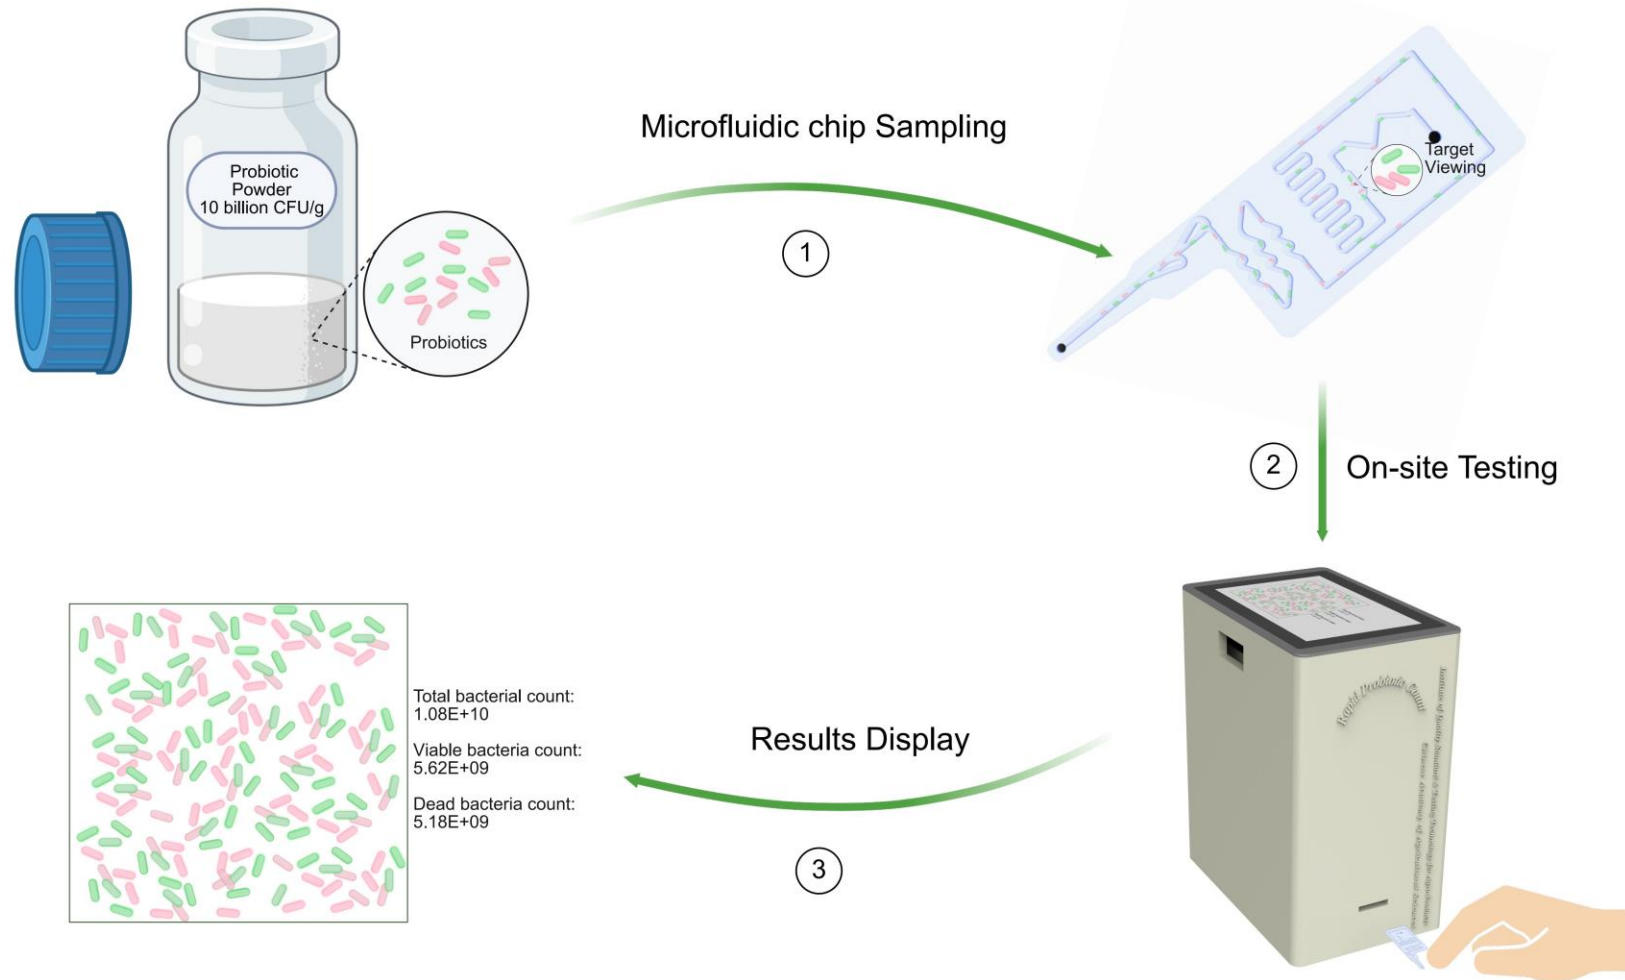 Probiotic
Powder
10 billion CFU/g
Probiotics
Microfluidic chip Sampling
1
Target
Viewing
2
On-site Testing
Rapid Probiotic Count
Results Display
3
Total bacterial count:
1.08E+10
Viable bacteria count:
5.62E+09
Dead bacteria count:
5.18E+09